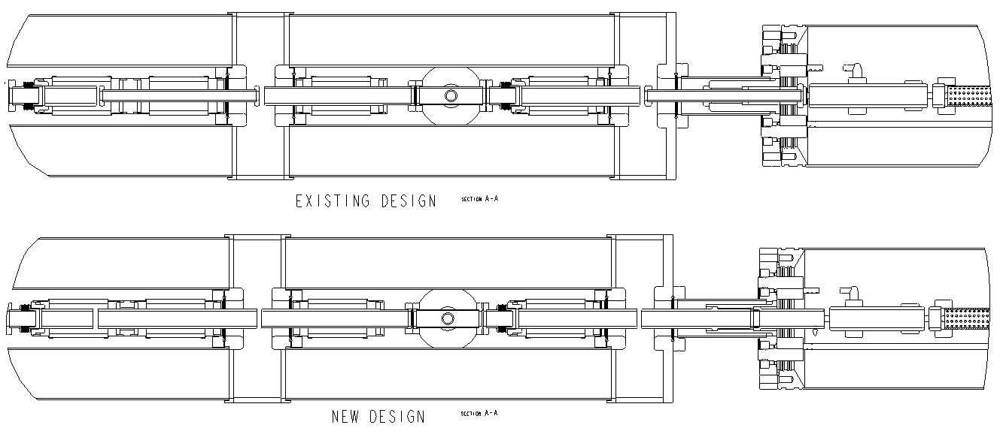 EXISTING DESIGN SECTION A-A
NEW DESIGN SECTION A-A